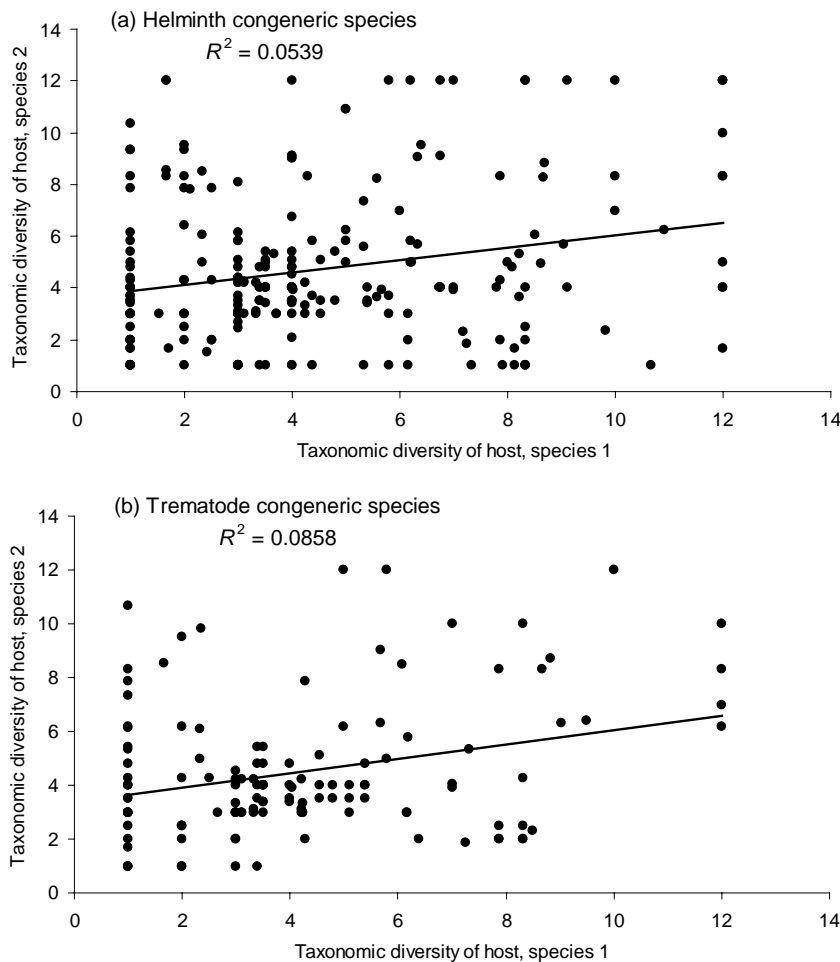 (a) Helminth congeneric species
R² = 0.0539
Taxonomic diversity of host, species 2
14
12
10
8
6
4
2
0
0 2 4 6 8 10 12 14
Taxonomic diversity of host, species 1
(b) Trematode congeneric species
R² = 0.0858
Taxonomic diversity of host, species 2
14
12
10
8
6
4
2
0
0 2 4 6 8 10 12 14
Taxonomic diversity of host, species 1